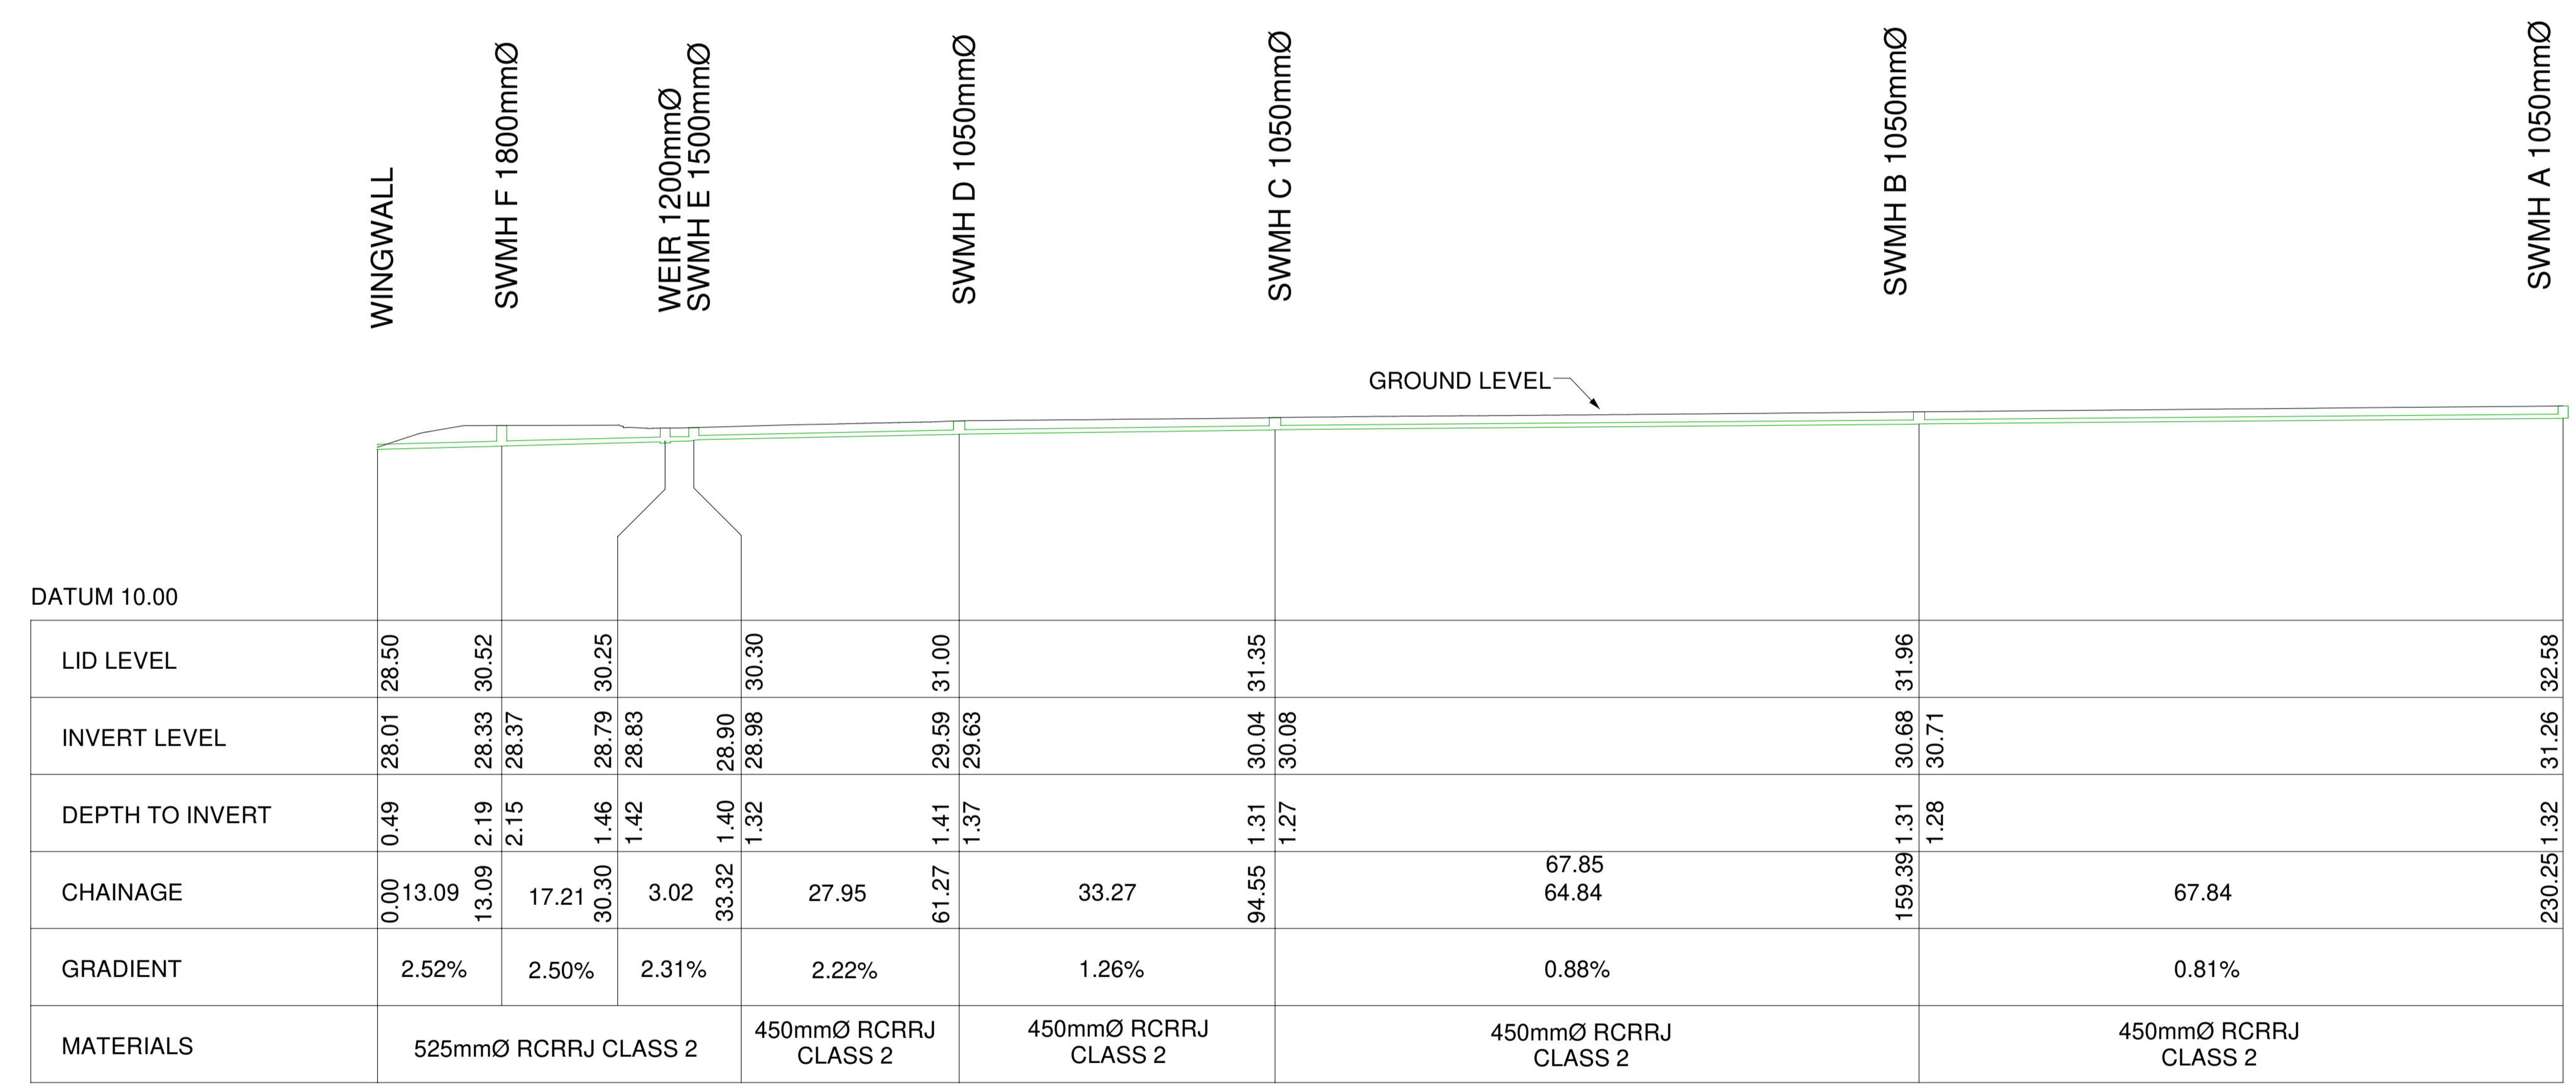 WINGWALL
SWMH F 1800mmØ
WEIR 1200mmØ
SWMH E 1500mmØ
SWMH D 1050mmØ
SWMH C 1050mmØ
SWMH B 1050mmØ
SWMH A 1050mmØ
GROUND LEVEL
DATUM 10.00
LID LEVEL
28.50
30.52
30.25
30.30
31.00
31.35
31.96
32.58
INVERT LEVEL
28.01
28.33
28.37
28.79
28.83
28.90
28.98
29.59
29.63
30.04
30.08
30.68
30.71
31.26
DEPTH TO INVERT
0.49
2.19
2.15
1.46
1.42
1.40
1.32
1.41
1.37
1.31
1.27
1.31
1.28
1.32
CHAINAGE
0.00
13.09
13.09
17.21
30.30
3.02
33.32
27.95
61.27
33.27
94.55
67.85
64.84
159.39
67.84
230.25
GRADIENT
2.52%
2.50%
2.31%
2.22%
1.26%
0.88%
0.81%
MATERIALS
525mmØ RCRRJ CLASS 2
450mmØ RCRRJ
CLASS 2
450mmØ RCRRJ
CLASS 2
450mmØ RCRRJ
CLASS 2
450mmØ RCRRJ
CLASS 2